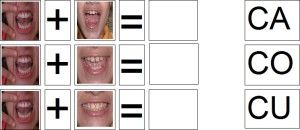 + = CA
+ = CO
+ = CU